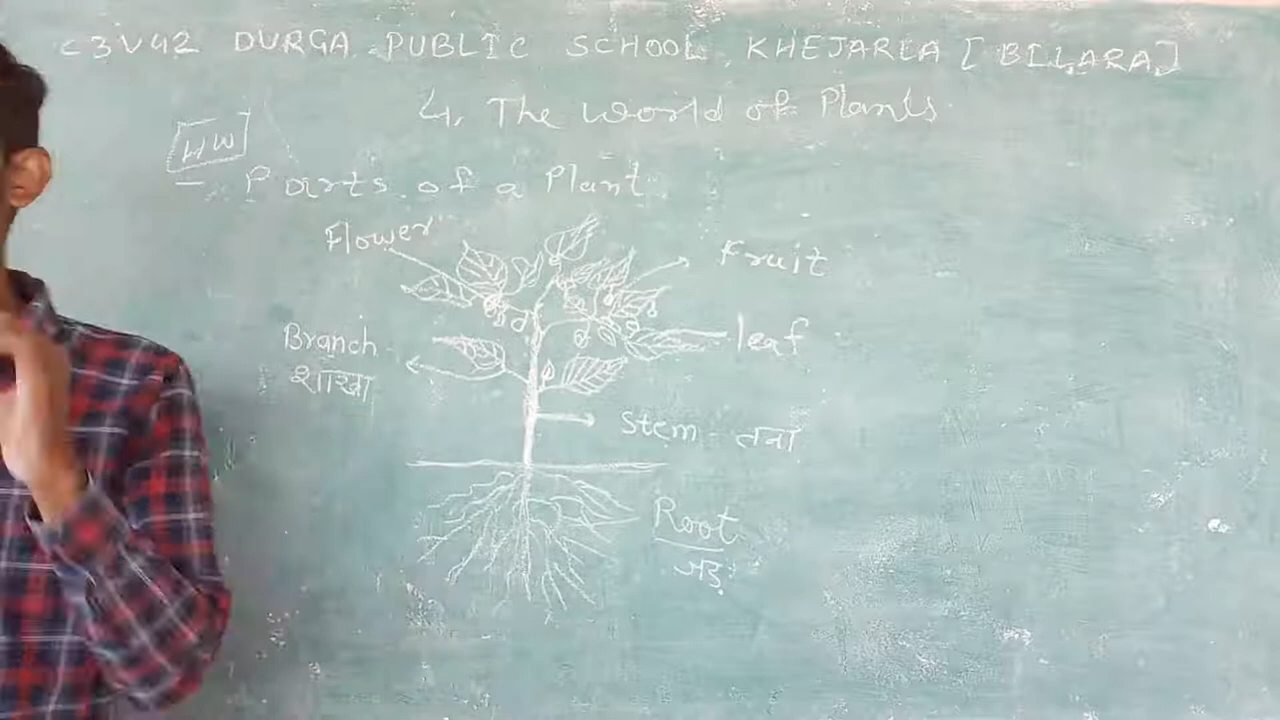 C3V42 DURGA PUBLIC SCHOOL, KHEJARLA [BILARA]
4. The World of Plants
HW
Parts of a Plant
Flower
Fruit
Branch
शाखा
leaf
Stem - तना
Root
जड़